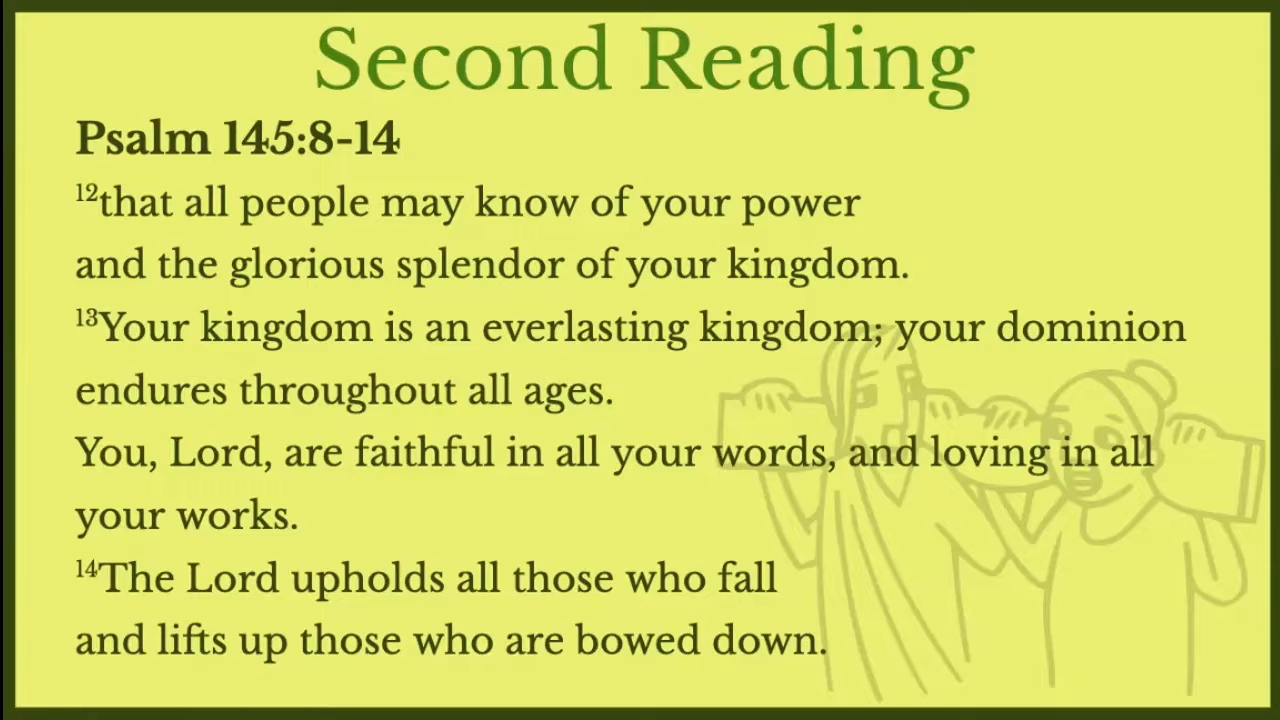 Second Reading
Psalm 145:8-14
¹²that all people may know of your power
and the glorious splendor of your kingdom.
¹³Your kingdom is an everlasting kingdom; your dominion
endures throughout all ages.
You, Lord, are faithful in all your words, and loving in all
your works.
¹⁴The Lord upholds all those who fall
and lifts up those who are bowed down.